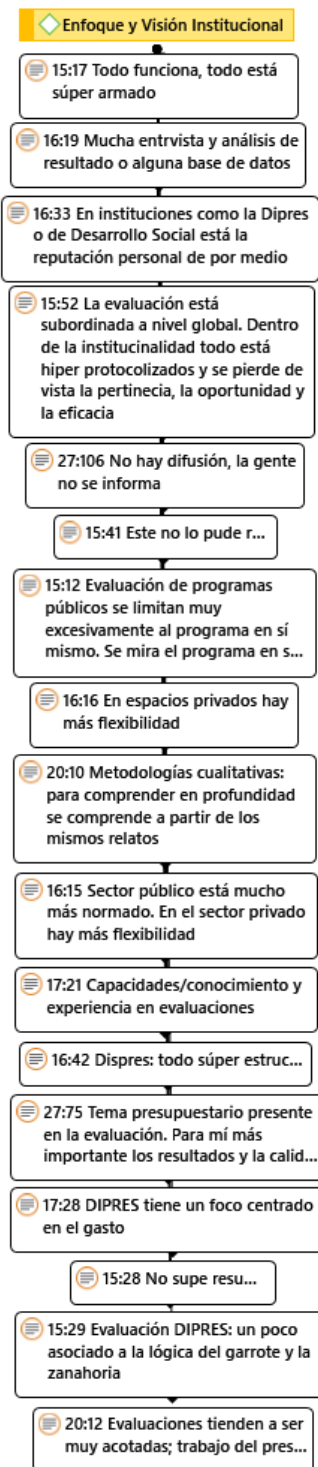 Enfoque y Visión Institucional
15:17 Todo funciona, todo está
súper armado
16:19 Mucha entrvista y análisis de
resultado o alguna base de datos
16:33 En instituciones como la Dipres
o de Desarrollo Social está la
reputación personal de por medio
15:52 La evaluación está
subordinada a nivel global. Dentro
de la institucinalidad todo está
hiper protocolizados y se pierde de
vista la pertinecia, la oportunidad y
la eficacia
27:106 No hay difusión, la gente
no se informa
15:41 Este no lo pude r...
15:12 Evaluación de programas
públicos se limitan muy
excesivamente al programa en sí
mismo. Se mira el programa en s...
16:16 En espacios privados hay
más flexibilidad
20:10 Metodologías cualitativas:
para comprender en profundidad
se comprende a partir de los
mismos relatos
16:15 Sector público está mucho
más normado. En el sector privado
hay más flexibilidad
17:21 Capacidades/conocimiento y
experiencia en evaluaciones
16:42 Dispres: todo súper estruc...
27:75 Tema presupuestario presente
en la evaluación. Para mí más
importante los resultados y la calid...
17:28 DIPRES tiene un foco centrado
en el gasto
15:28 No supe resu...
15:29 Evaluación DIPRES: un poco
asociado a la lógica del garrote y la
zanahoria
20:12 Evaluaciones tienden a ser
muy acotadas; trabajo del pres...